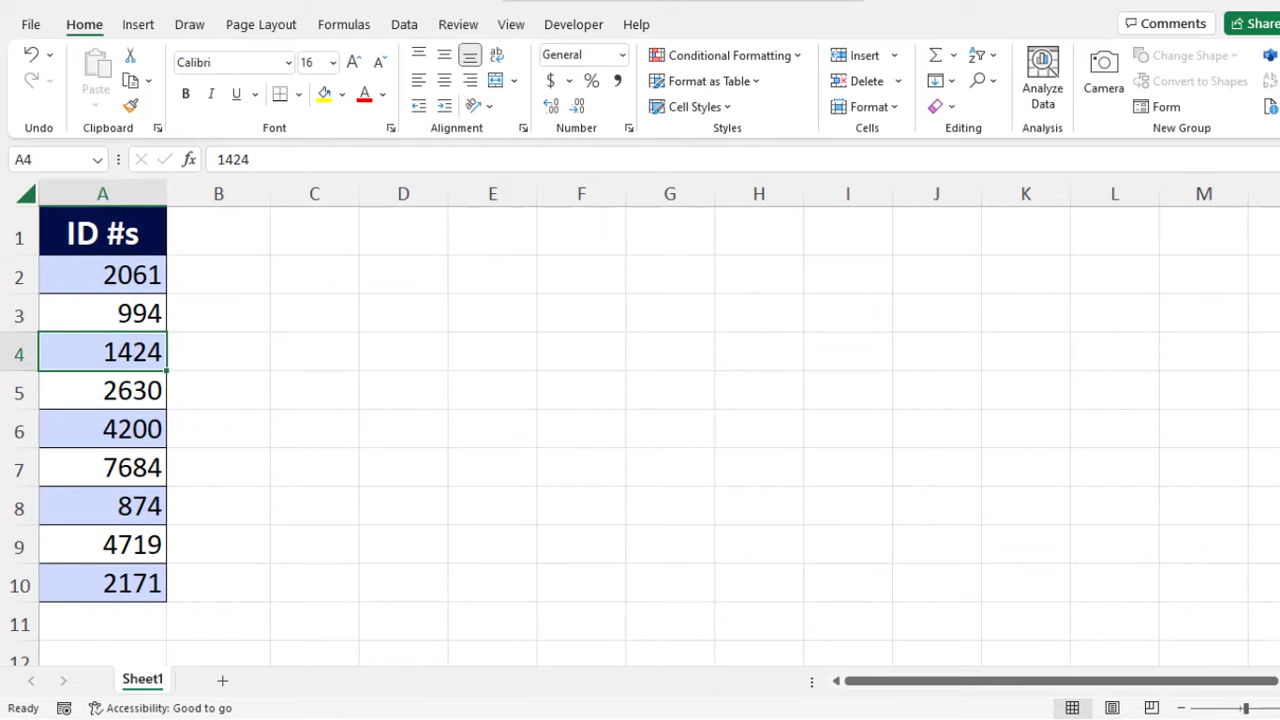 File Home Insert Draw Page Layout Formulas Data Review View Developer Help Comments Share
Paste
Undo Clipboard
Calibri 16
B I U A
Font
Alignment
General
$ % 
Number
Conditional Formatting
Format as Table
Cell Styles
Styles
Insert
Delete
Format
Cells
Editing
Analyze
Data
Analysis
Camera
Change Shape
Convert to Shapes
Form
New Group
A4 fx 1424
A B C D E F G H I J K L M
1 ID #s
2 2061
3 994
4 1424
5 2630
6 4200
7 7684
8 874
9 4719
10 2171
11
12
Sheet1
Ready Accessibility: Good to go